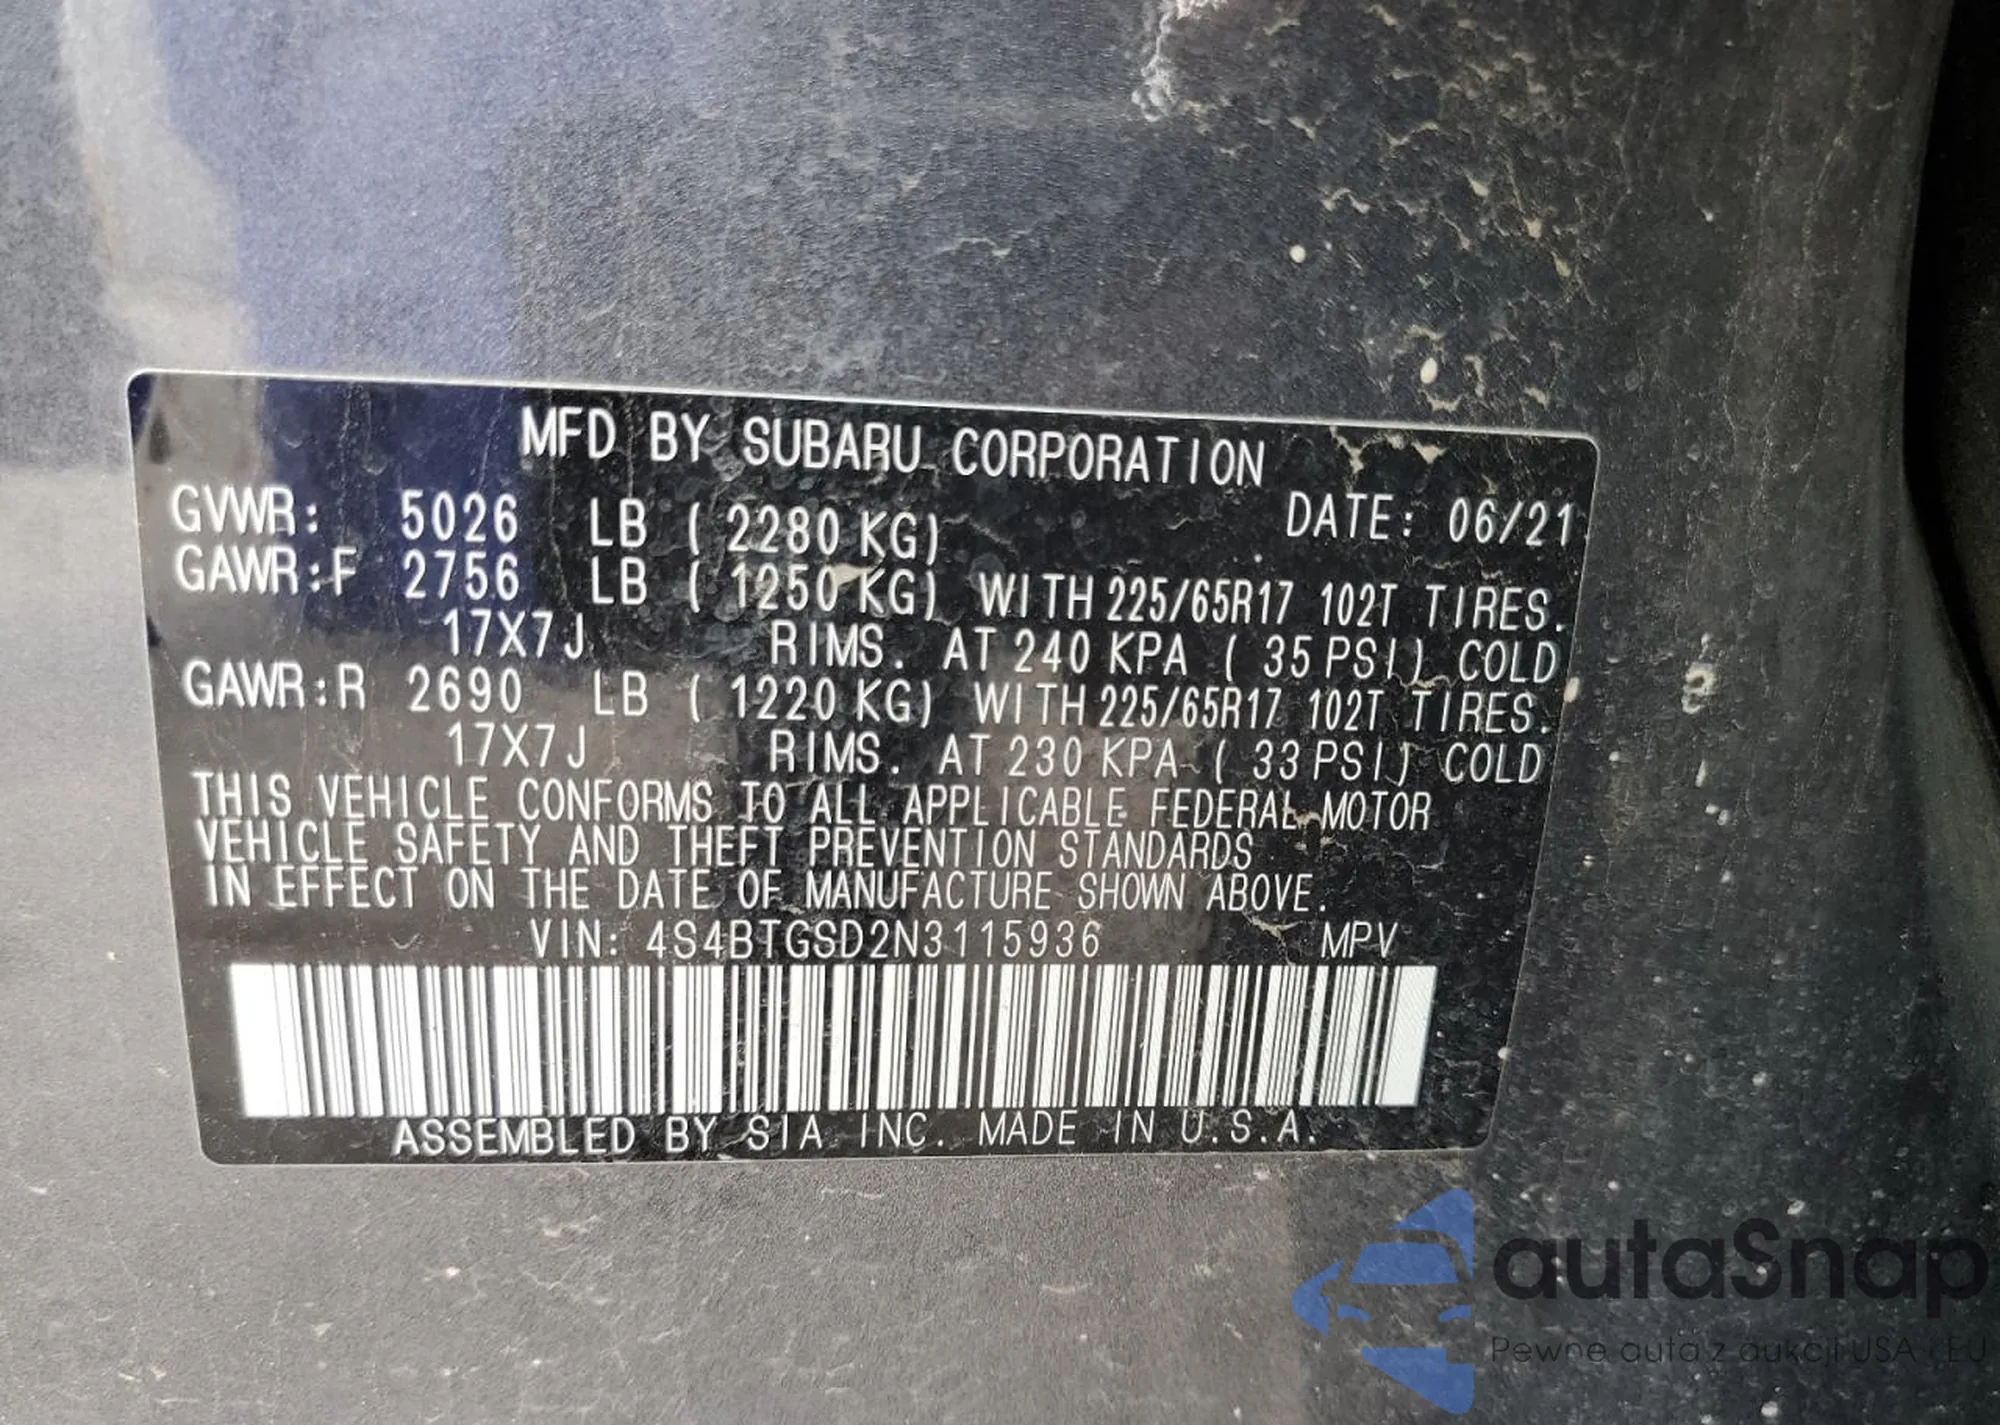 MFD BY SUBARU CORPORATION
GVWR: 5026 LB ( 2280 KG) DATE: 06/21
GAWR:F 2756 LB ( 1250 KG) WITH 225/65R17 102T TIRES.
17X7J RIMS. AT 240 KPA ( 35 PSI) COLD
GAWR:R 2690 LB ( 1220 KG) WITH 225/65R17 102T TIRES.
17X7J RIMS. AT 230 KPA ( 33 PSI) COLD
THIS VEHICLE CONFORMS TO ALL APPLICABLE FEDERAL MOTOR
VEHICLE SAFETY AND THEFT PREVENTION STANDARDS
IN EFFECT ON THE DATE OF MANUFACTURE SHOWN ABOVE.
VIN: 4S4BTGSD2N3115936 MPV
ASSEMBLED BY SIA INC. MADE IN U.S.A.
autaSnap
Pewne auta z aukcji USA i EU